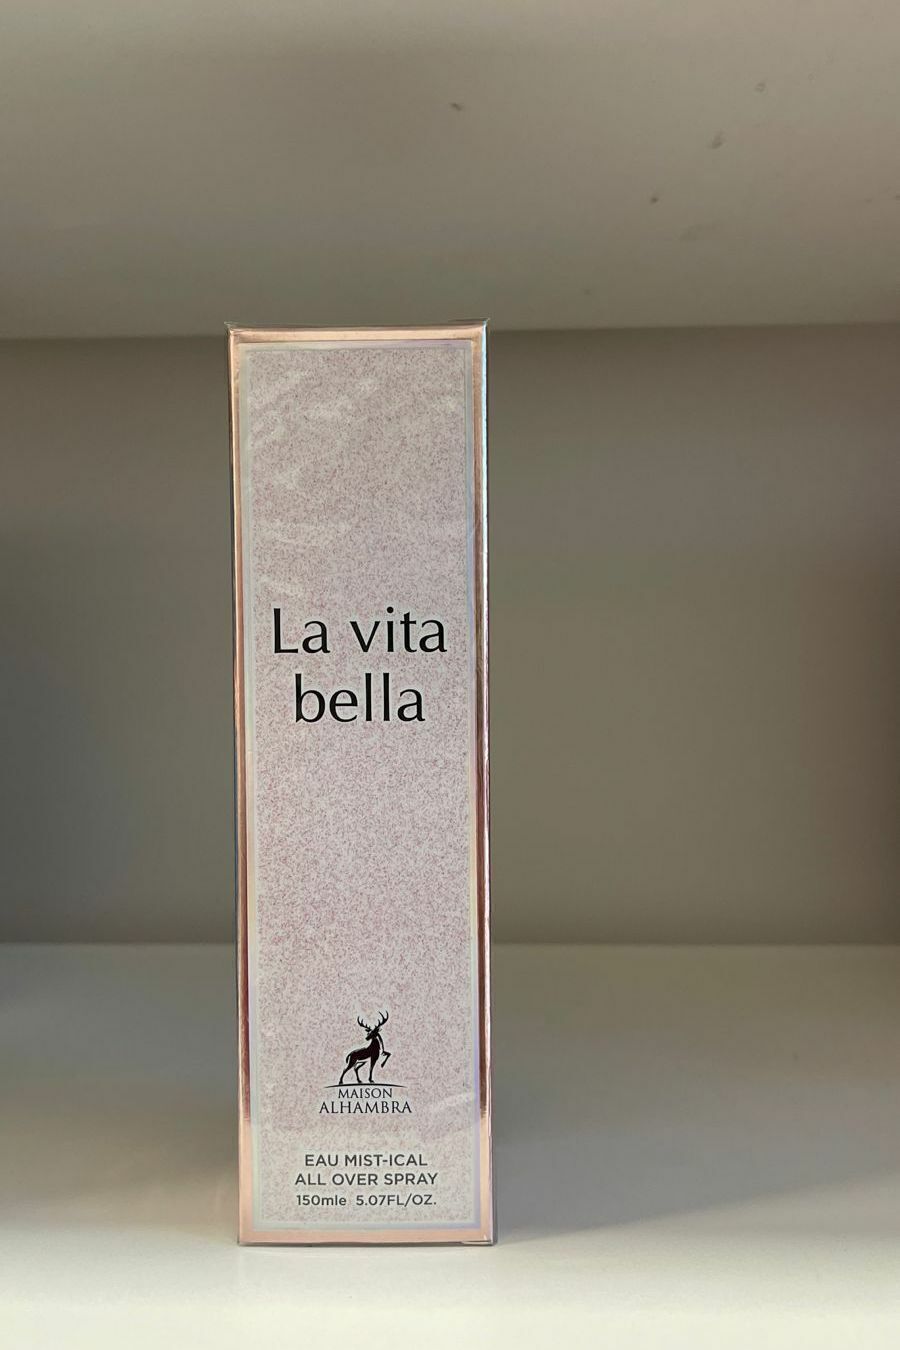 La vita
bella
MAISON
ALHAMBRA
EAU MIST-ICAL
ALL OVER SPRAY
150mle 5.07FL/OZ.